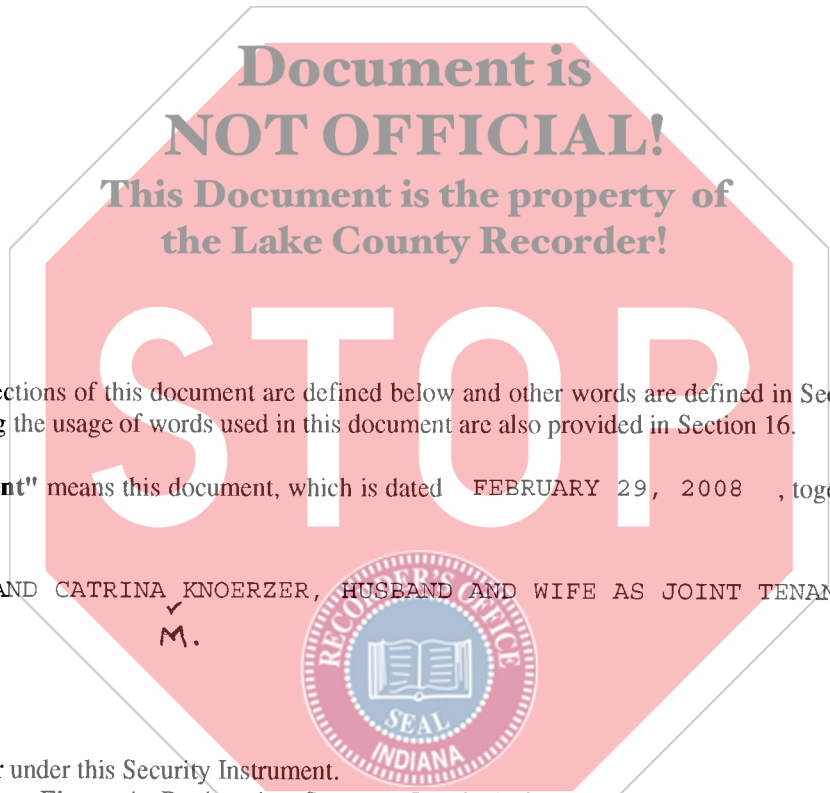 Document is
NOT OFFICIAL!
This Document is the property of
the Lake County Recorder!
STOP
ections of this document are defined below and other words are defined in Sec
g the usage of words used in this document are also provided in Section 16.
nt" means this document, which is dated FEBRUARY 29, 2008 , toge
AND CATRINA KNOERZER, HUSBAND AND WIFE AS JOINT TENAN
M.
RECORDER'S OFFICE
SEAL
INDIANA
r under this Security Instrument.